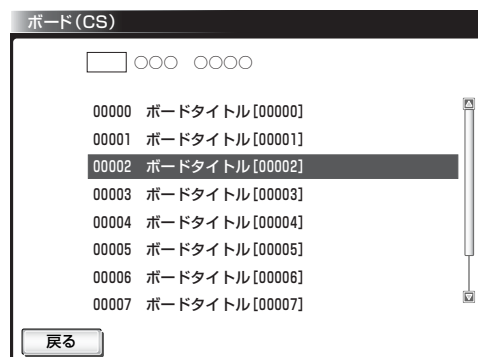 ボード(CS)
○○○ ○○○○
00000 ボードタイトル[00000]
00001 ボードタイトル[00001]
00002 ボードタイトル[00002]
00003 ボードタイトル[00003]
00004 ボードタイトル[00004]
00005 ボードタイトル[00005]
00006 ボードタイトル[00006]
00007 ボードタイトル[00007]
戻る